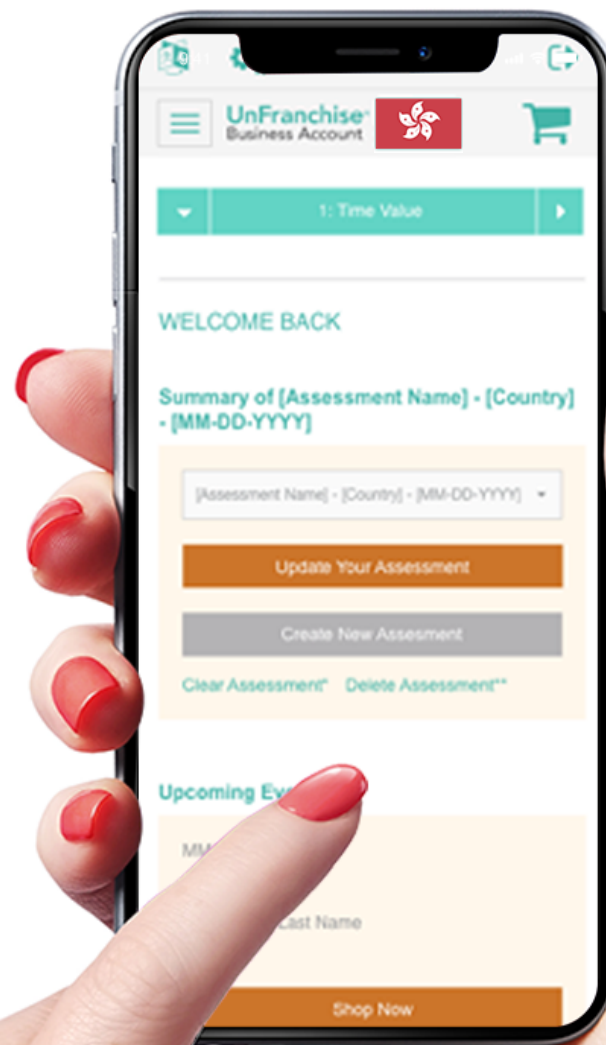 UnFranchise
Business Account
1: Time Value
WELCOME BACK
Summary of [Assessment Name] - [Country]
- [MM-DD-YYYY]
[Assessment Name] - [Country] - [MM-DD-YYYY]
Update Your Assessment
Create New Assesment
Clear Assessment* Delete Assessment**
Upcoming
Last Name
Shop Now